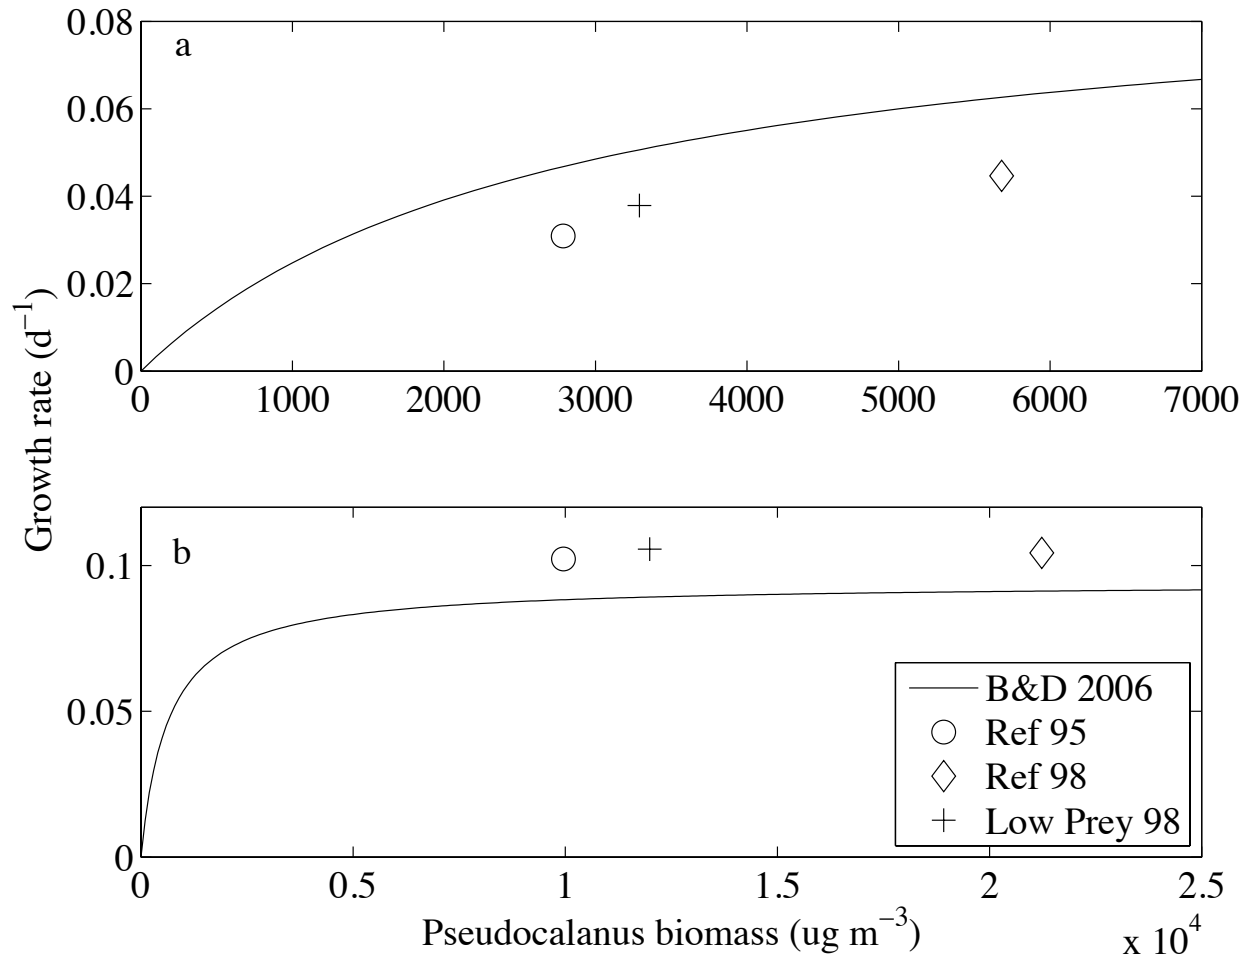 0.08
a
0.06
0.04
0.02
0
0 1000 2000 3000 4000 5000 6000 7000
Growth rate (d⁻¹)
b
0.1
0.05
0
B&D 2006
Ref 95
Ref 98
Low Prey 98
0 0.5 1 1.5 2 2.5
x 10⁴
Pseudocalanus biomass (ug m⁻³)